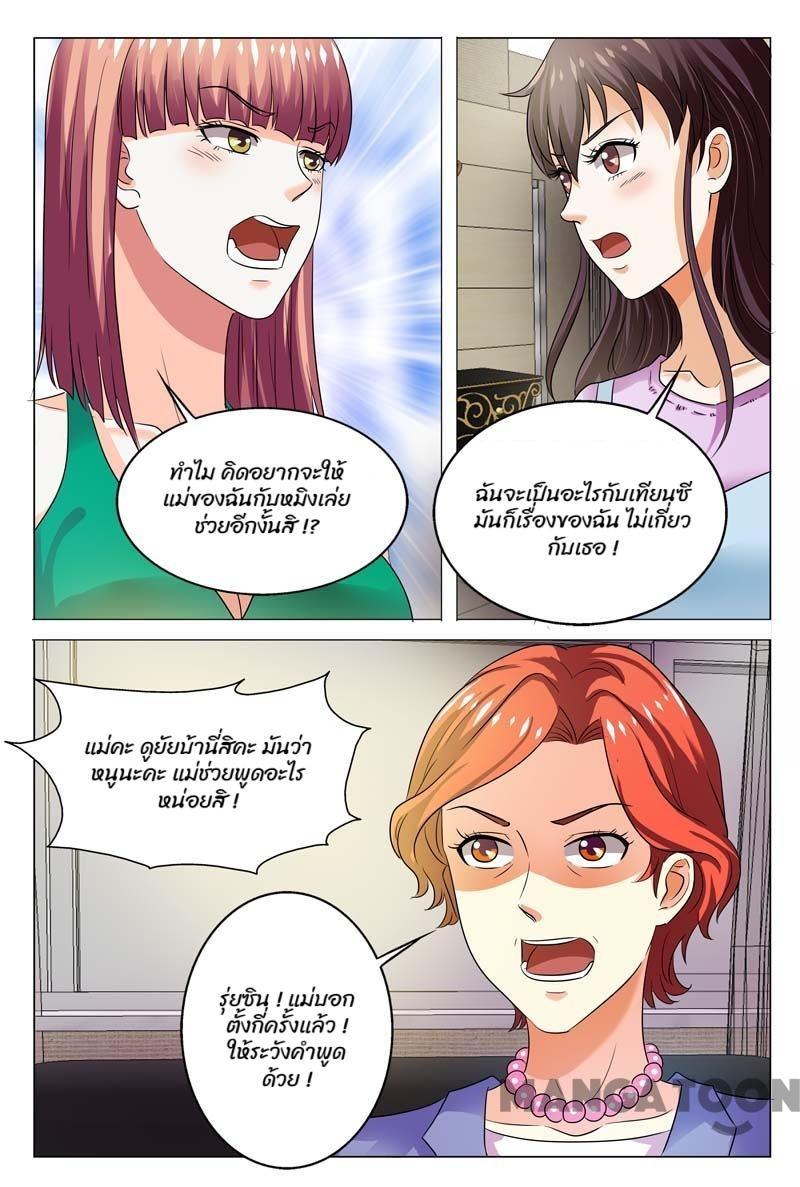 ทำไม คิดอยากจะให้
แม่ของฉันกับหมิงเล่ย
ช่วยอีกงั้นสิ !?
ฉันจะเป็นอะไรกับเทียนซี
มันก็เรื่องของฉัน ไม่เกี่ยว
กับเธอ !
แม่คะ ดูยัยบ้านี่สิคะ มันว่า
หนูนะคะ แม่ช่วยพูดอะไร
หน่อยสิ !
รุ่ยซิน ! แม่บอก
ตั้งกี่ครั้งแล้ว !
ให้ระวังคำพูด
ด้วย !
MANGATOON